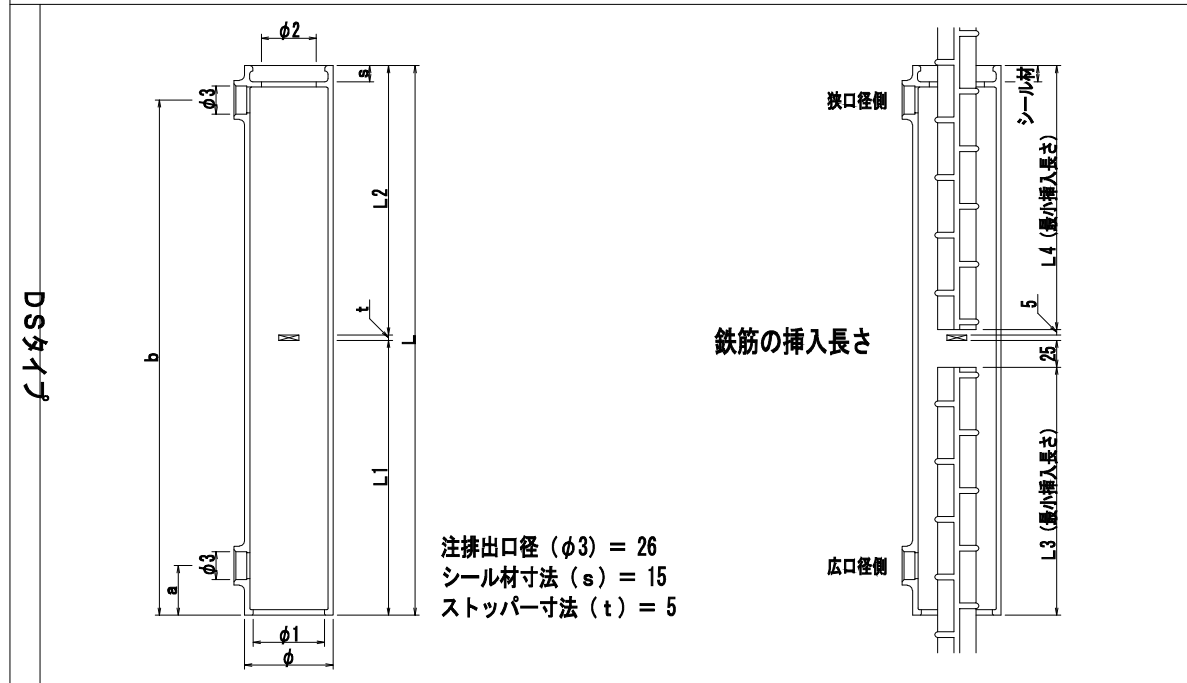 DSタイプ
φ2
s
φ3
L2
t
b
L
L1
φ3
a
φ1
φ
注排出口径（φ3）＝ 26
シール材寸法（s）＝ 15
ストッパー寸法（t）＝ 5
鉄筋の挿入長さ
狭口径側
シール材
L4（最小挿入長さ）
5
25
L3（最小挿入長さ）
広口径側